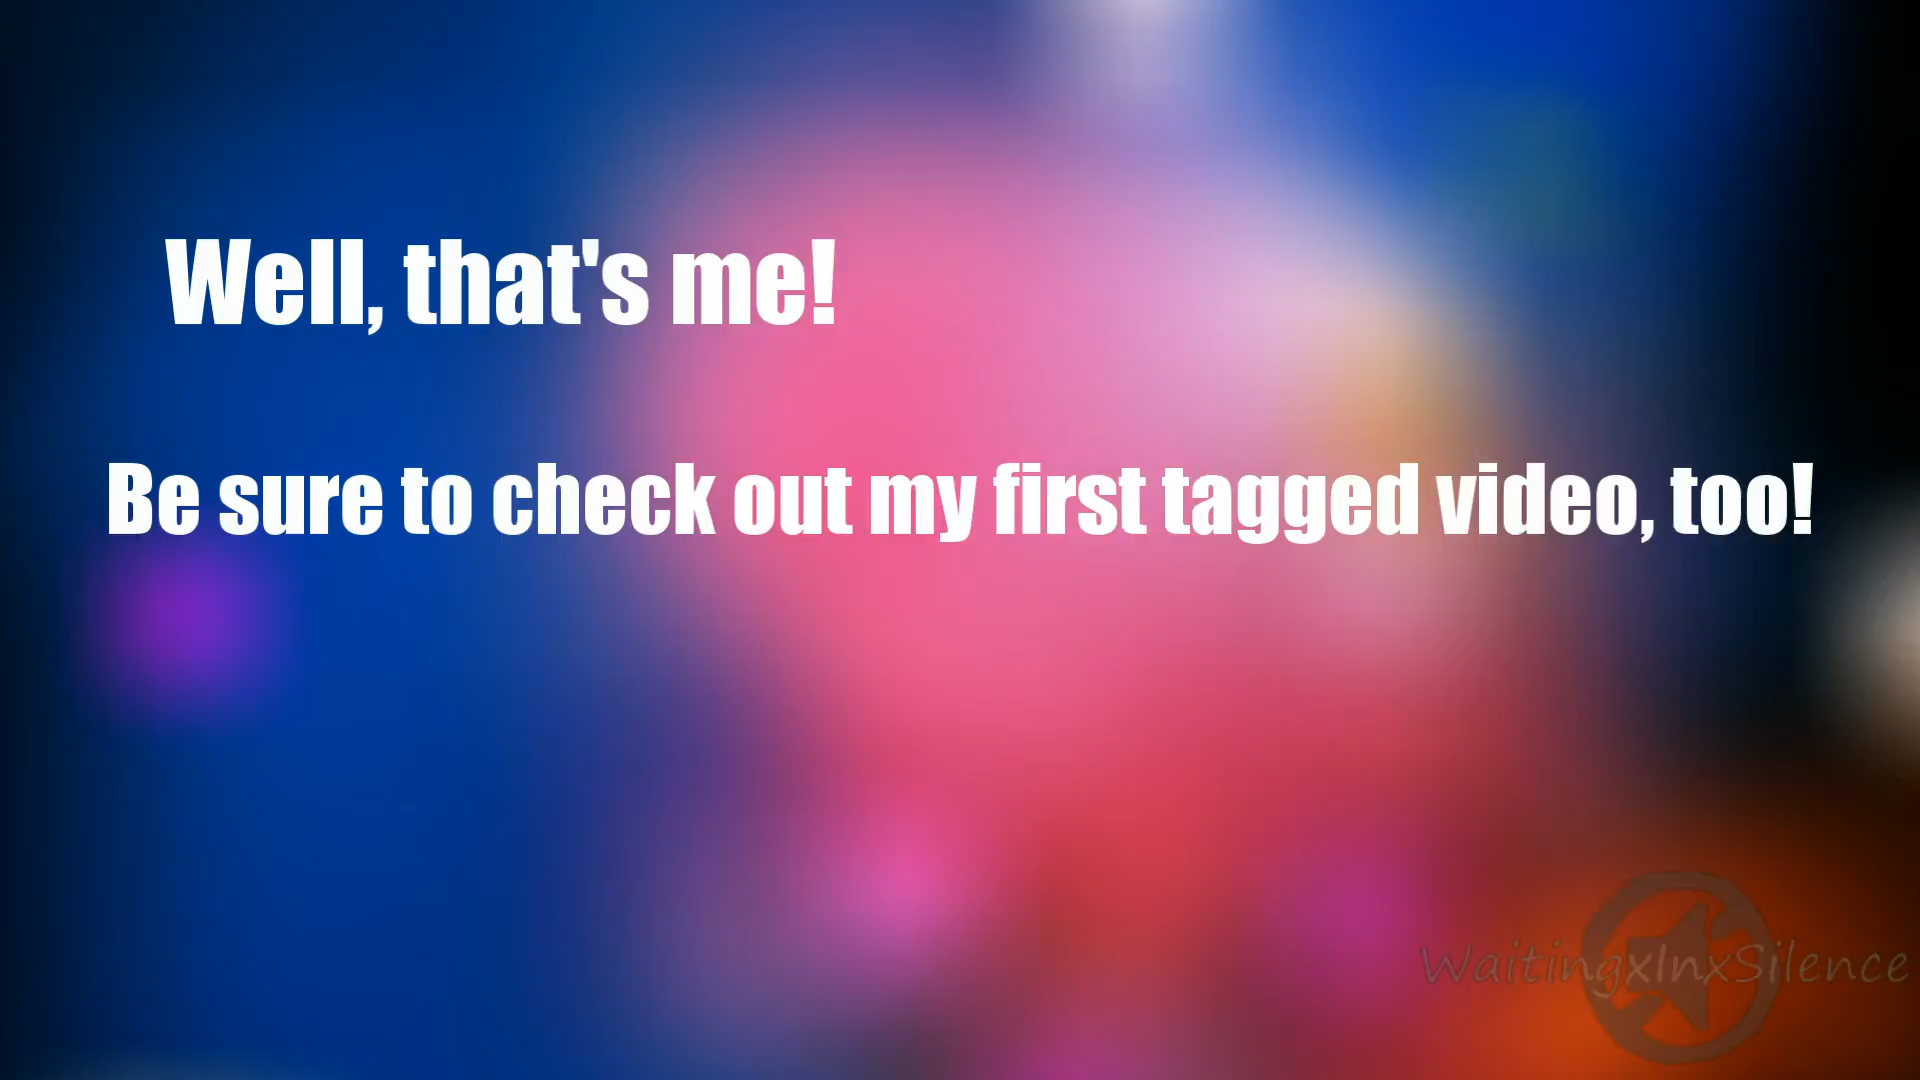 Well, that's me!
Be sure to check out my first tagged video, too!
WaitingxInxSilence